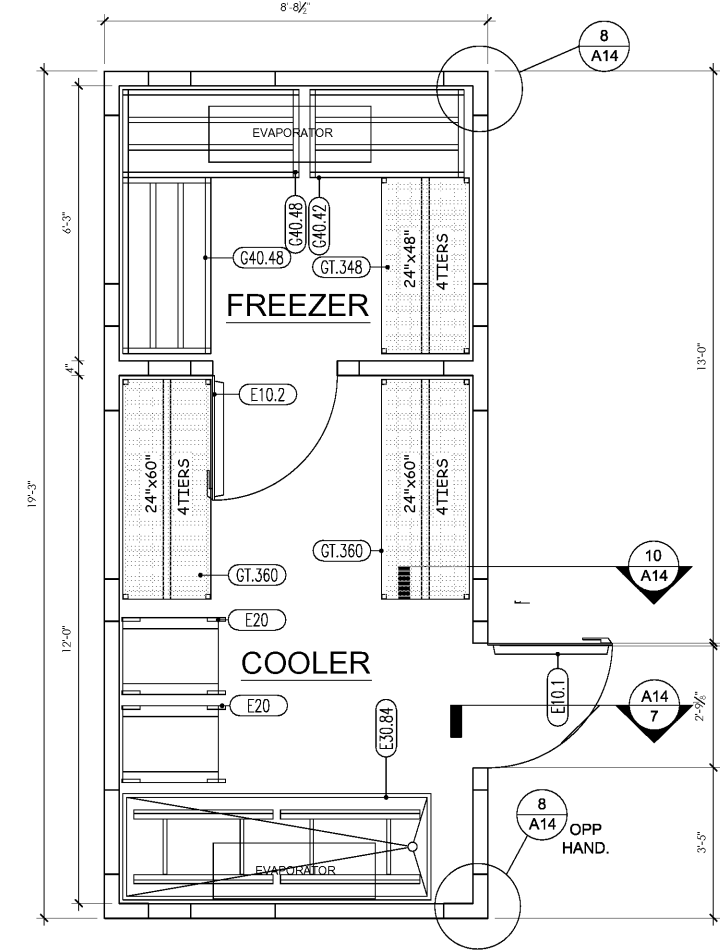 8'-8½"
8
A14
EVAPORATOR
G40.48
G40.42
6'-3"
G40.48
GT.348
24"x48"
4TIERS
FREEZER
13'-0"
4"
E10.2
24"x60"
4TIERS
24"x60"
4TIERS
19'-3"
GT.360
10
A14
GT.360
E20
12'-0"
COOLER
E10.1
E20
A14
7
2'-9⅞"
E30.84
8
A14
OPP
HAND.
3'-5"
EVAPORATOR